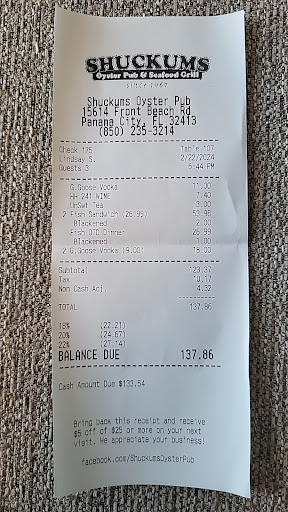 SHUCKUMS
Oyster Pub & Seafood Grill
SINCE 1967
Shuckums Oyster Pub
15614 Front Beach Rd
Panama City, FL 32413
(850) 235-3214
Check 175 Table 107
Lindsay S. 2/22/2024
Guests 3 5:44 PM
G.Goose Vodka 11.00
HH 241 WINE 7.40
UnSwt Tea 3.00
2 Fish Sandwich (26.99) 53.98
Blackened 2.00
Fish OTD Dinner 26.99
Blackened 1.00
2 G.Goose Vodka (9.00) 18.00
Subtotal 123.37
Tax 10.17
Non Cash Adj. 4.32
TOTAL 137.86
18% (22.21)
20% (24.67)
22% (27.14)
BALANCE DUE 137.86
Cash Amount Due $133.54
Bring back this receipt and receive
$5 off of $25 or more on your next
visit. We appreciate your business!
facebook.com/ShuckumsOysterPub